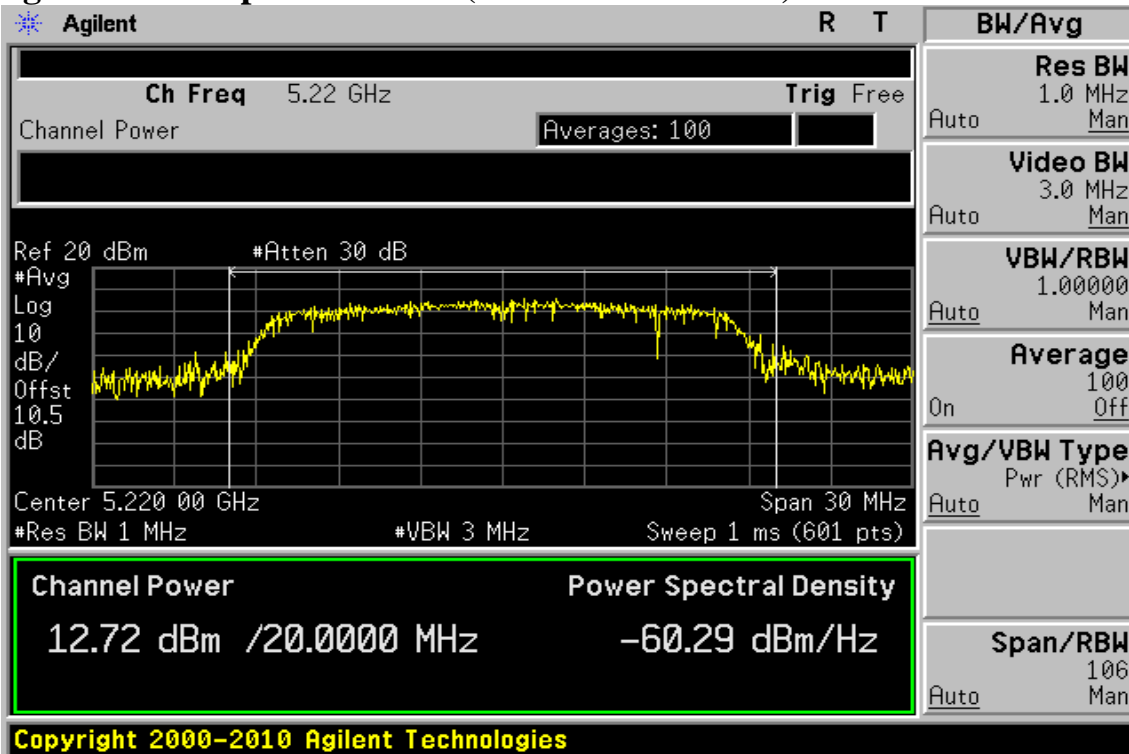 Agilent R T
Ch Freq 5.22 GHz Trig Free
Channel Power Averages: 100
Ref 20 dBm #Atten 30 dB
#Avg
Log
10
dB/
Offst
10.5
dB
Center 5.220 00 GHz Span 30 MHz
#Res BW 1 MHz #VBW 3 MHz Sweep 1 ms (601 pts)
Channel Power Power Spectral Density
12.72 dBm /20.0000 MHz -60.29 dBm/Hz
Copyright 2000-2010 Agilent Technologies
BW/Avg
Res BW
1.0 MHz
Auto Man
Video BW
3.0 MHz
Auto Man
VBW/RBW
1.00000
Auto Man
Average
100
On Off
Avg/VBW Type
Pwr (RMS)▸
Auto Man
Span/RBW
106
Auto Man